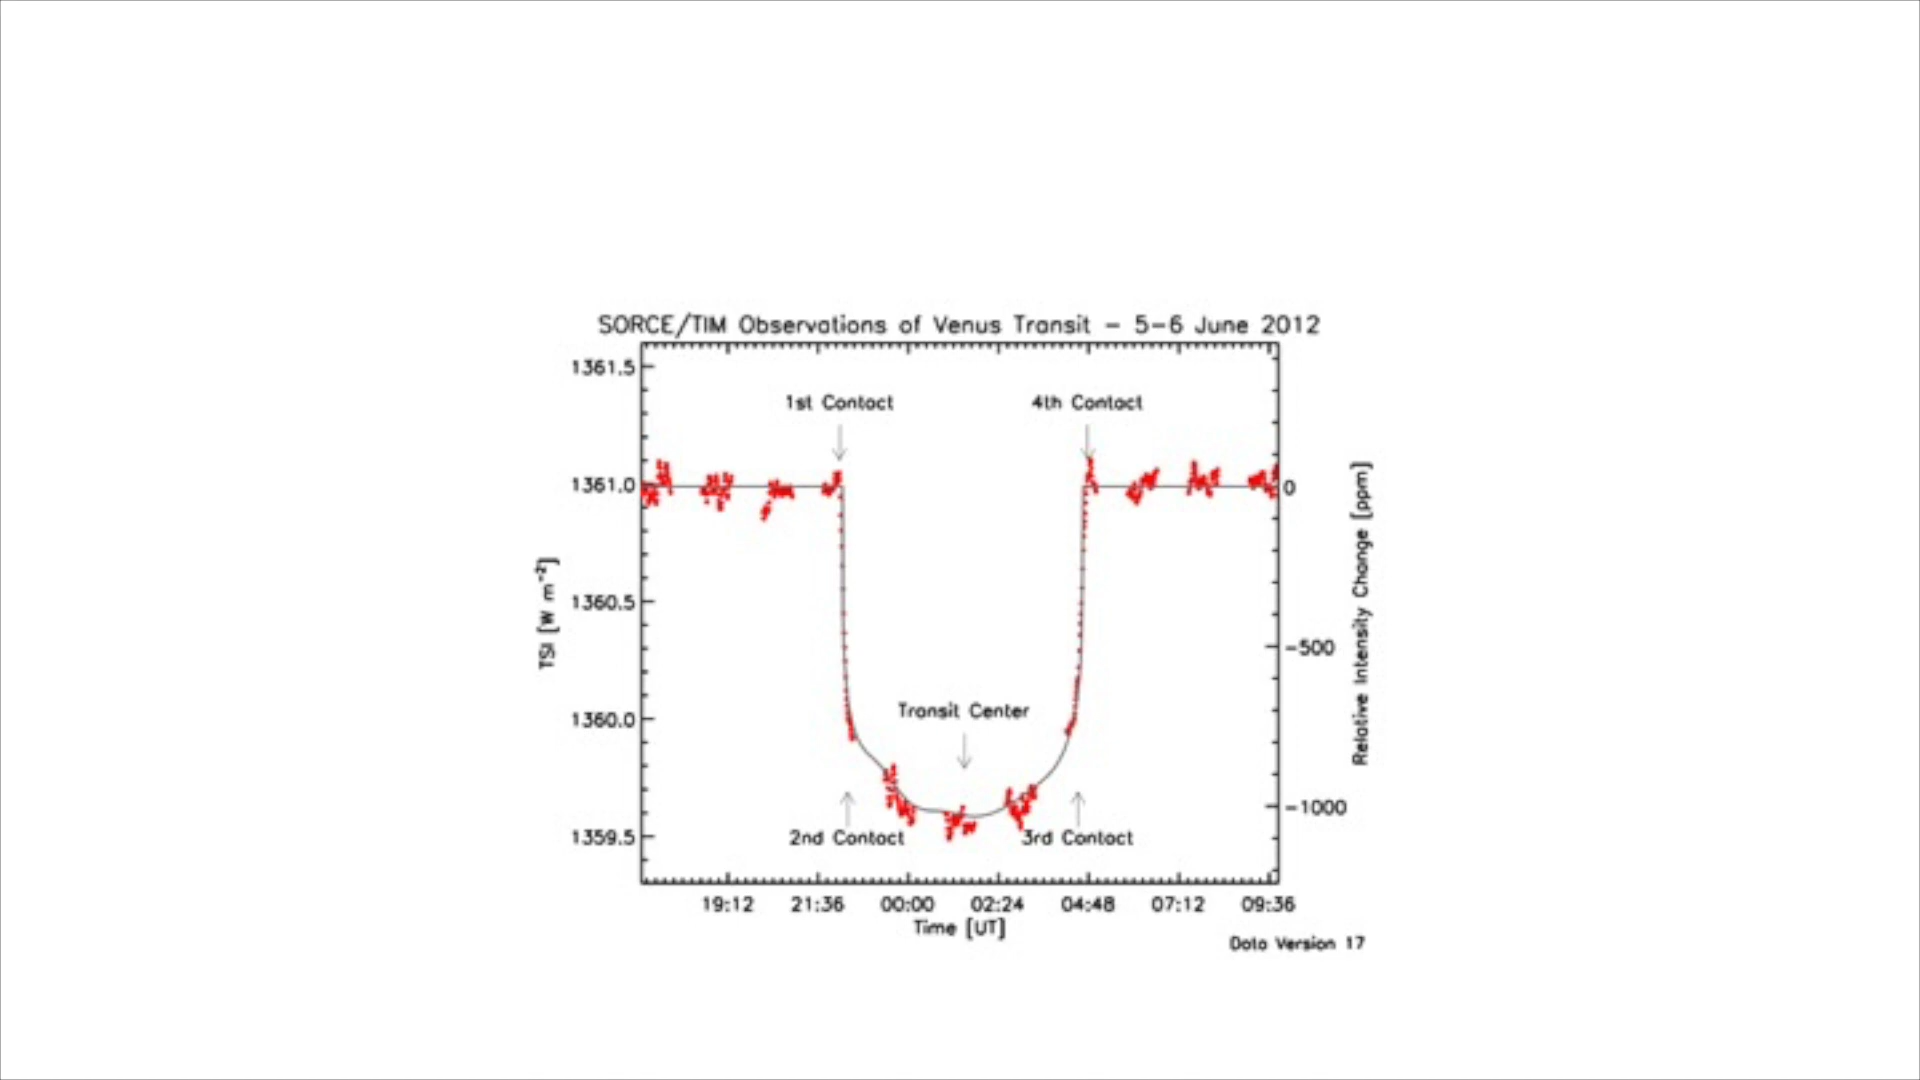 SORCE/TIM Observations of Venus Transit - 5-6 June 2012
1361.5
1361.0
1360.5
1360.0
1359.5
TSI [W m⁻²]
1st Contact
4th Contact
Transit Center
2nd Contact
3rd Contact
0
-500
-1000
Relative Intensity Change [ppm]
19:12 21:36 00:00 02:24 04:48 07:12 09:36
Time [UT]
Data Version 17